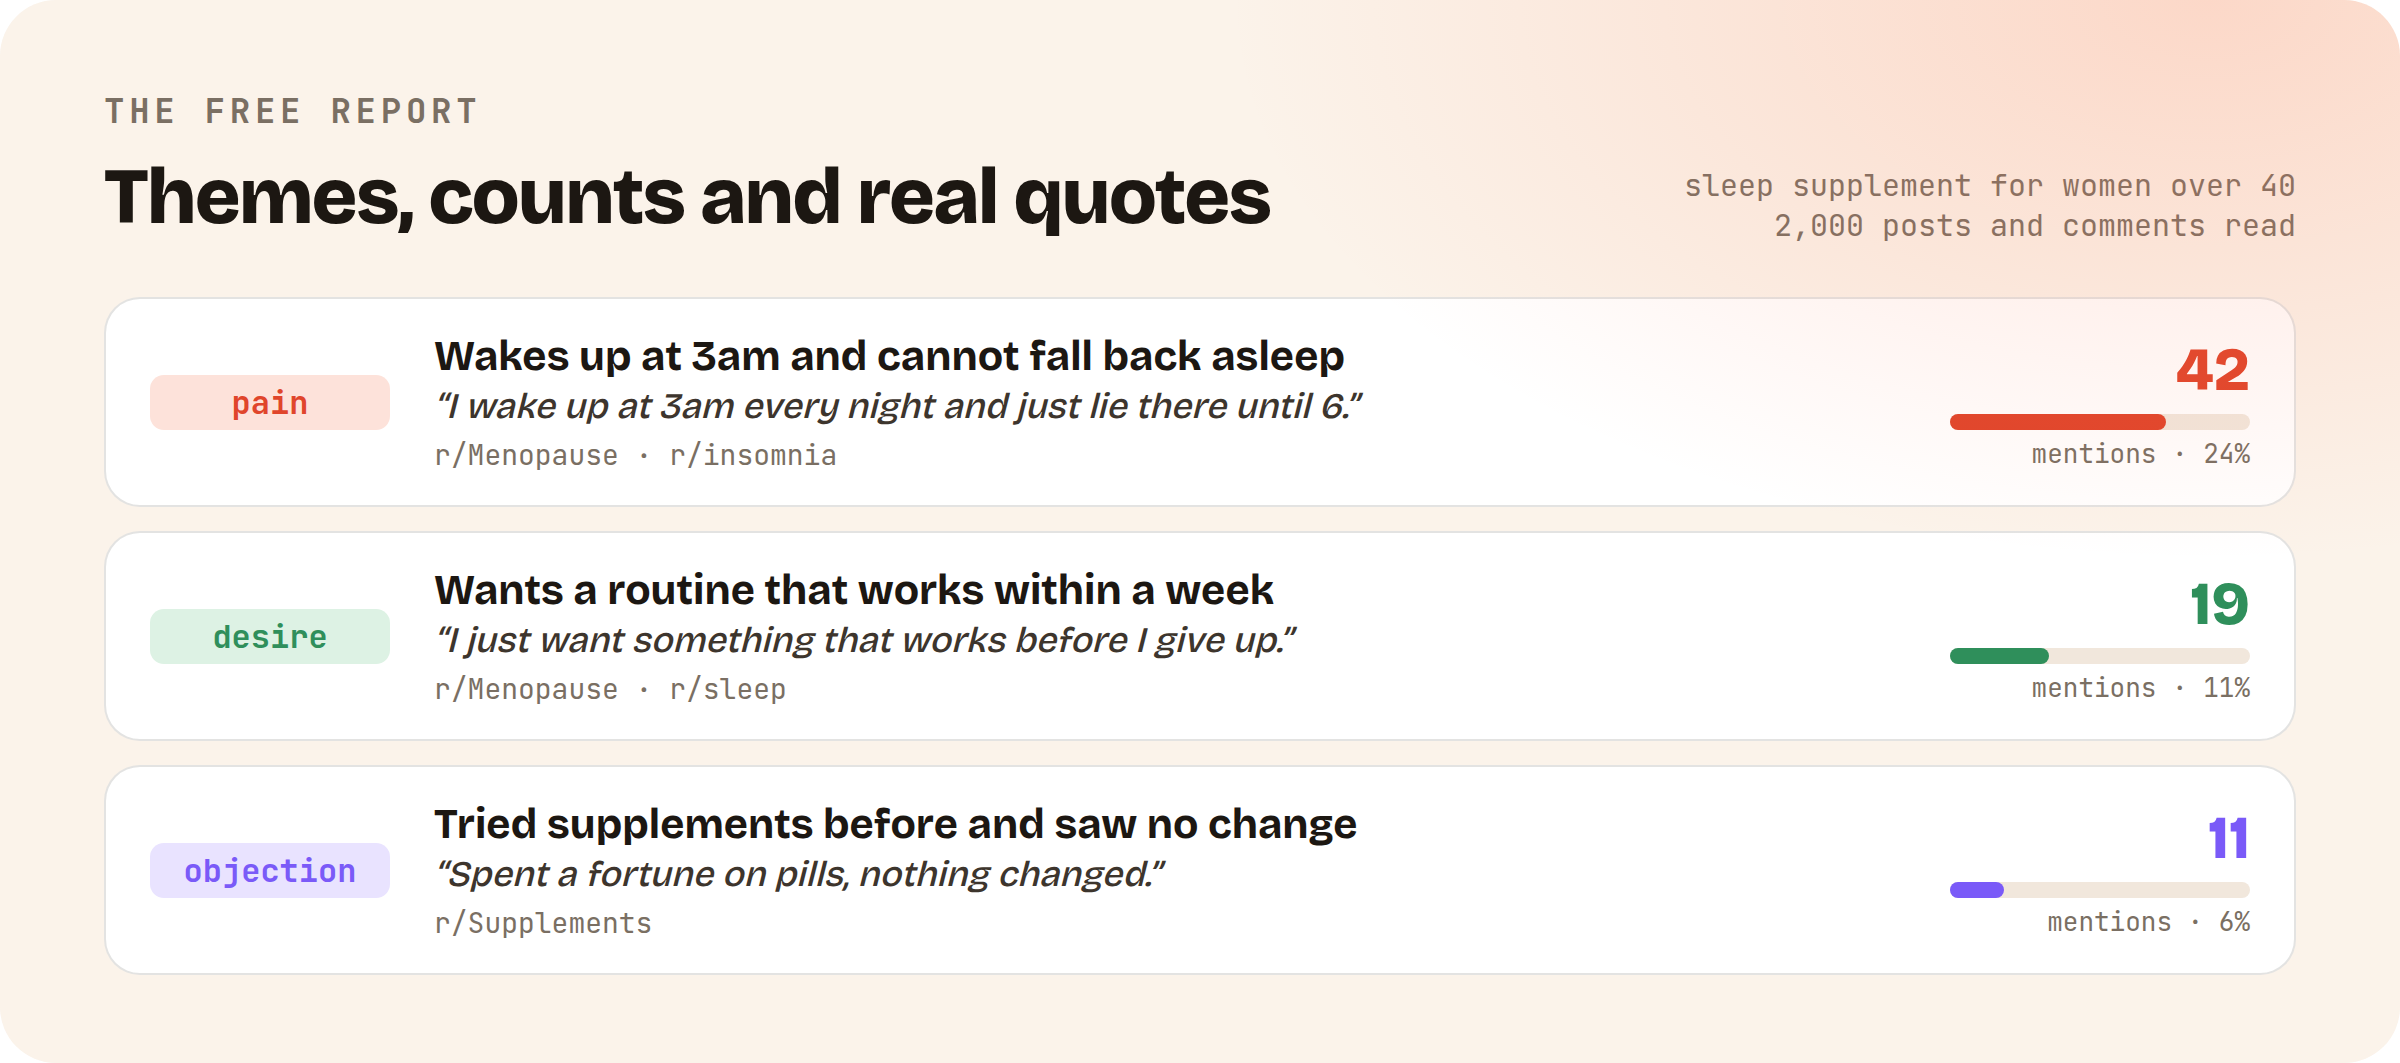 THE FREE REPORT
Themes, counts and real quotes
sleep supplement for women over 40
2,000 posts and comments read
pain
Wakes up at 3am and cannot fall back asleep
“I wake up at 3am every night and just lie there until 6.”
r/Menopause · r/insomnia
42
mentions · 24%
desire
Wants a routine that works within a week
“I just want something that works before I give up.”
r/Menopause · r/sleep
19
mentions · 11%
objection
Tried supplements before and saw no change
“Spent a fortune on pills, nothing changed.”
r/Supplements
11
mentions · 6%